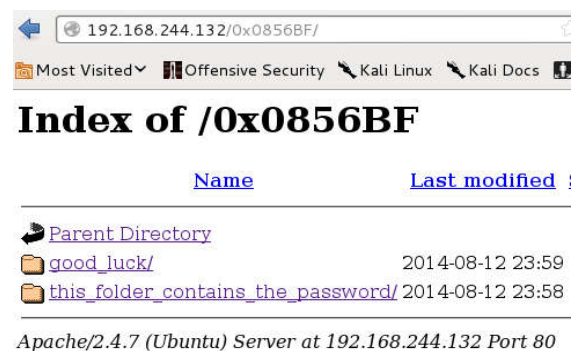 192.168.244.132/0x0856BF/
Most Visited Offensive Security Kali Linux Kali Docs
Index of /0x0856BF
Name Last modified
Parent Directory
good_luck/ 2014-08-12 23:59
this_folder_contains_the_password/ 2014-08-12 23:58
Apache/2.4.7 (Ubuntu) Server at 192.168.244.132 Port 80